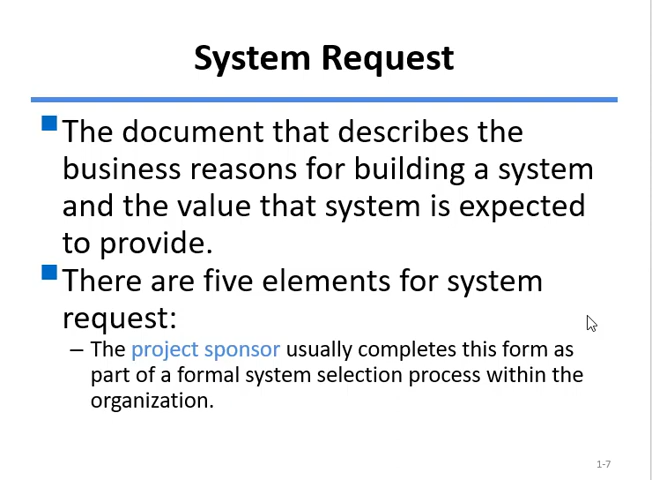 System Request
The document that describes the
business reasons for building a system
and the value that system is expected
to provide.
There are five elements for system
request:
– The project sponsor usually completes this form as
part of a formal system selection process within the
organization.
1-7